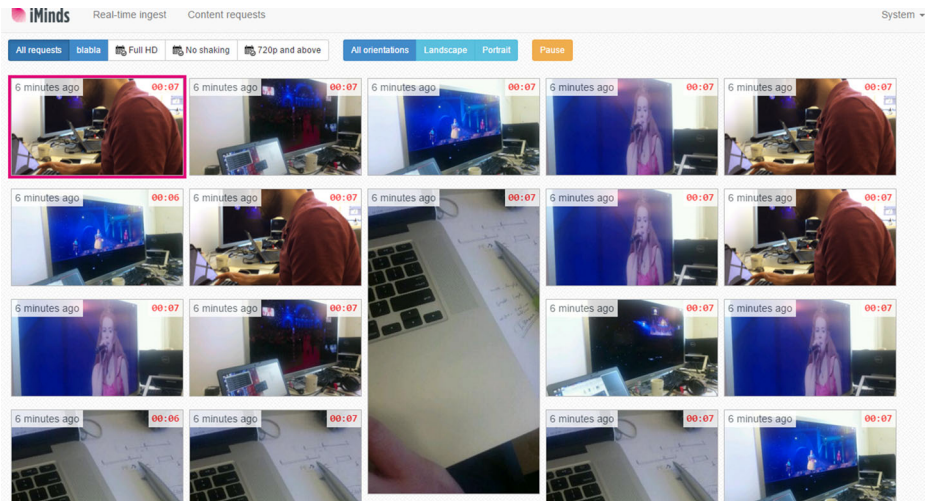 iMinds Real-time ingest Content requests System
All requests blabla Full HD No shaking 720p and above All orientations Landscape Portrait Pause
6 minutes ago 00:07 6 minutes ago 00:07 6 minutes ago 00:07 6 minutes ago 00:07 6 minutes ago 00:07
6 minutes ago 00:06 6 minutes ago 00:07 6 minutes ago 00:07 6 minutes ago 00:07 6 minutes ago 00:07
6 minutes ago 00:07 6 minutes ago 00:07 6 minutes ago 00:07 6 minutes ago 00:07
6 minutes ago 00:06 6 minutes ago 00:07 6 minutes ago 00:07 6 minutes ago 00:07